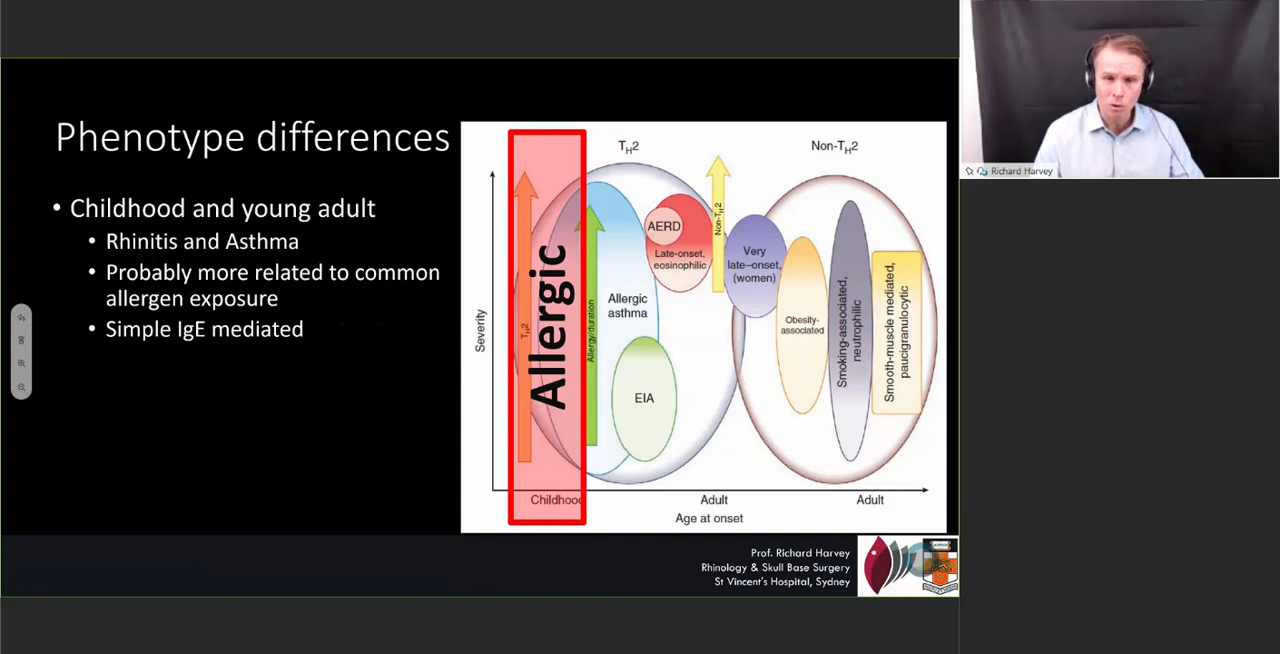 Phenotype differences
• Childhood and young adult
• Rhinitis and Asthma
• Probably more related to common
allergen exposure
• Simple IgE mediated
TH2
Non-TH2
Severity
TH2
Allergic
Allergy/duration
Allergic
asthma
EIA
AERD
Late-onset,
eosinophilic
Non-TH2
Very
late–onset,
(women)
Obesity-
associated
Smoking-associated,
neutrophilic
Smooth-muscle mediated,
paucigranulocytic
Childhood
Adult
Adult
Age at onset
Prof. Richard Harvey
Rhinology & Skull Base Surgery
St Vincent's Hospital, Sydney
Richard Harvey